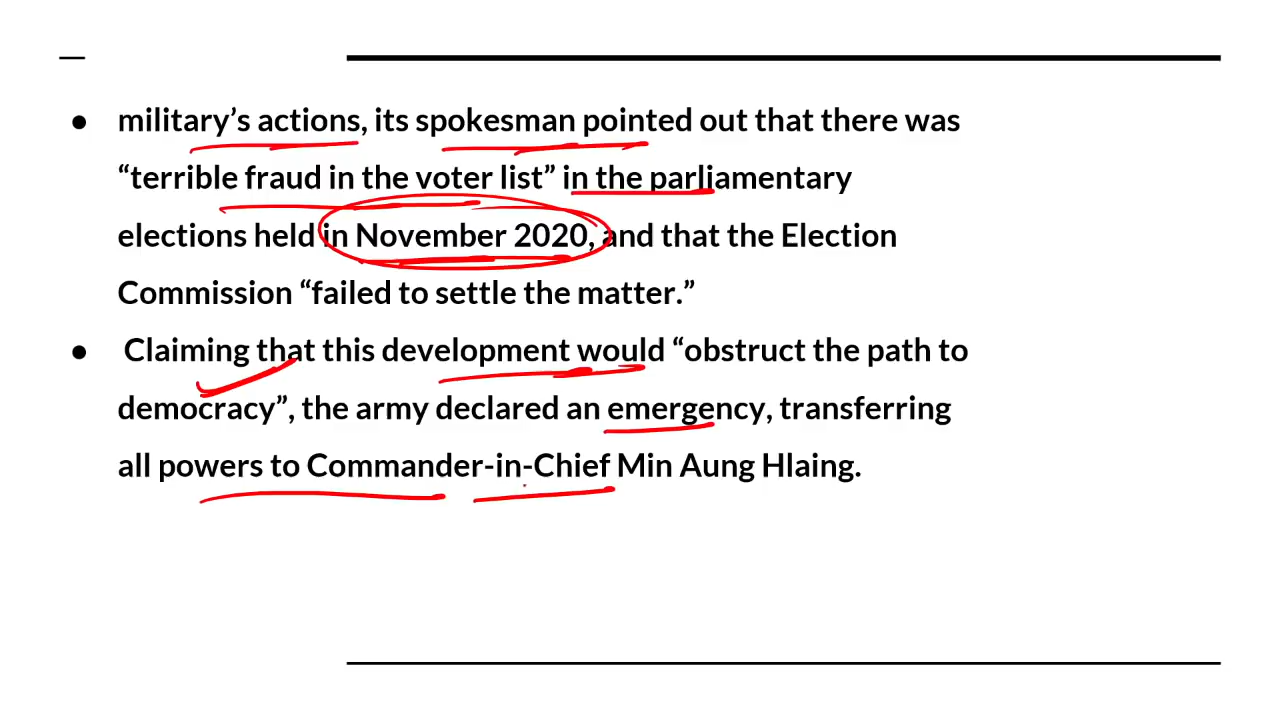 ● military’s actions, its spokesman pointed out that there was
“terrible fraud in the voter list” in the parliamentary
elections held in November 2020, and that the Election
Commission “failed to settle the matter.”
● Claiming that this development would “obstruct the path to
democracy”, the army declared an emergency, transferring
all powers to Commander-in-Chief Min Aung Hlaing.